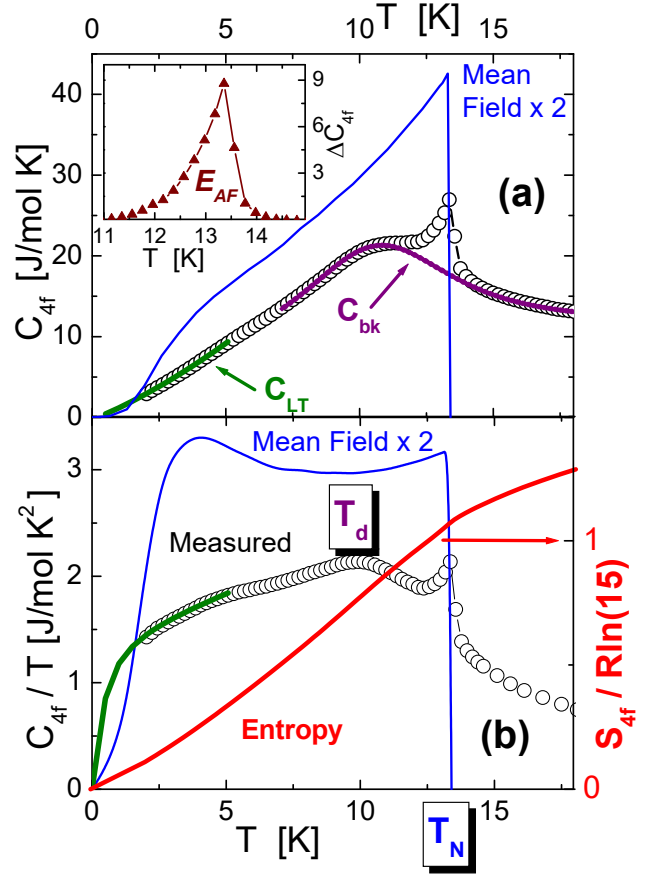 T [K]
0 5 10 15
C4f [J/mol K]
40
30
20
10
0
Mean
Field x 2
(a)
9
6
3
ΔC4f
EAF
11 12 13 14
T [K]
Cbk
CLT
C4f / T [J/mol K2]
3
2
1
0
Mean Field x 2
Td
Measured
Entropy
(b)
1
0
S4f / Rln(15)
0 5 10 15
T [K]
TN